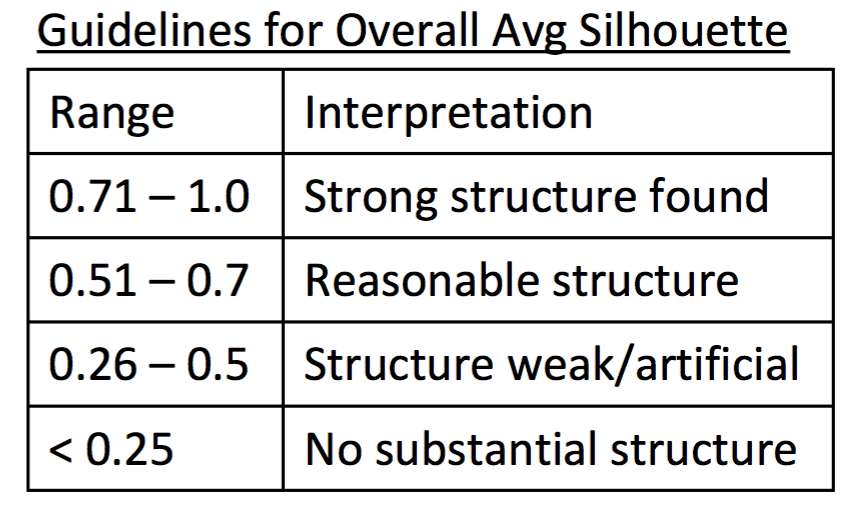 Guidelines for Overall Avg Silhouette
Range Interpretation
0.71 – 1.0 Strong structure found
0.51 – 0.7 Reasonable structure
0.26 – 0.5 Structure weak/artificial
< 0.25 No substantial structure